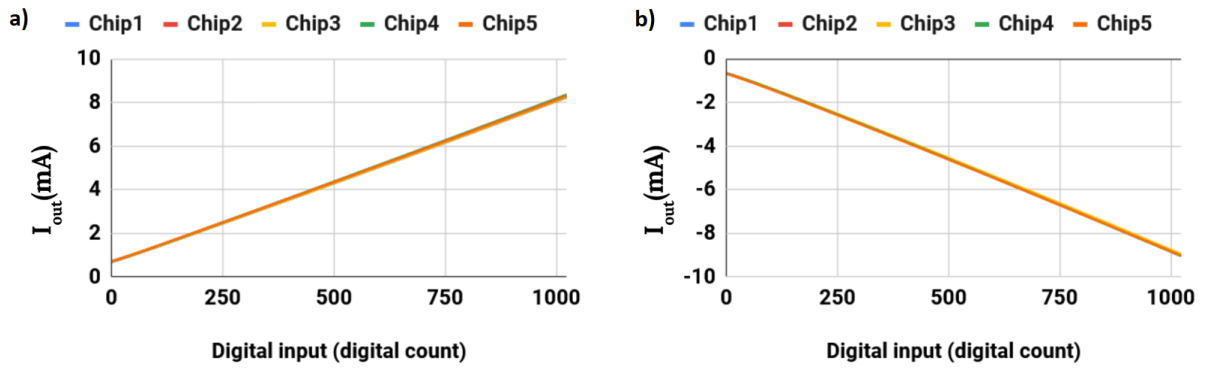 a)
Chip1 Chip2 Chip3 Chip4 Chip5
10
8
6
4
2
0
I_out(mA)
0 250 500 750 1000
Digital input (digital count)
b)
Chip1 Chip2 Chip3 Chip4 Chip5
0
-2
-4
-6
-8
-10
I_out(mA)
0 250 500 750 1000
Digital input (digital count)